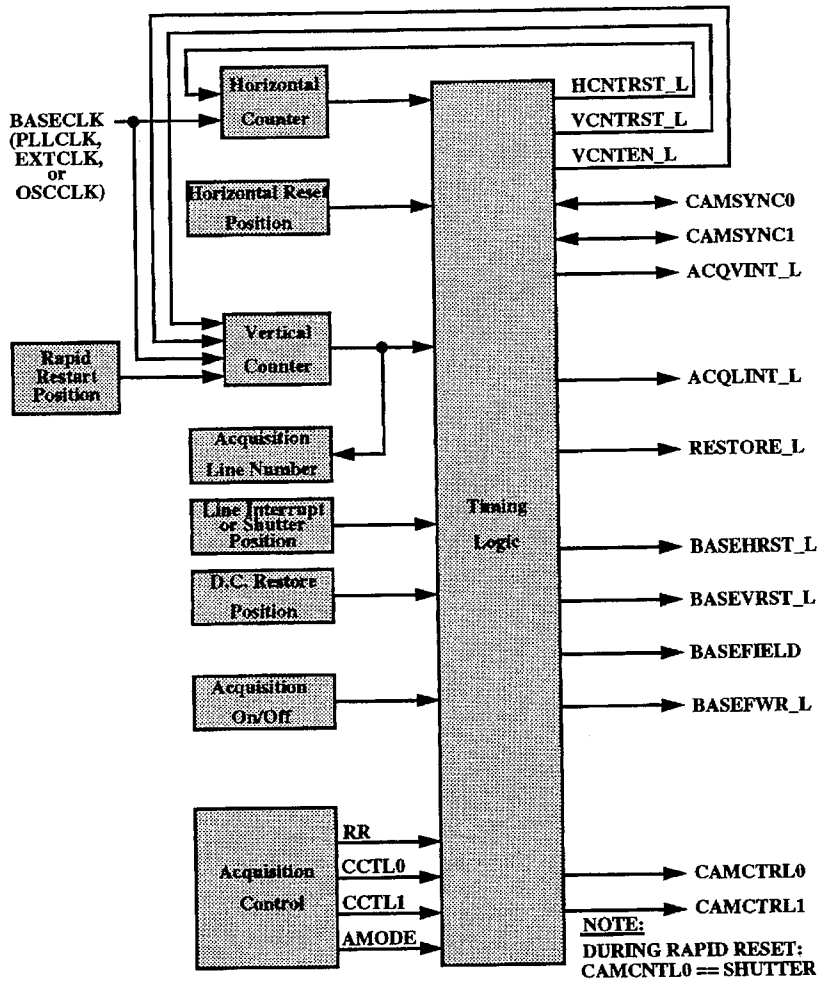 Horizontal
Counter
HCNTRST_L
BASECLK
(PLLCLK,
EXTCLK,
or
OSCCLK)
VCNTRST_L
VCNTEN_L
Horizontal Reset
Position
CAMSYNC0
CAMSYNC1
ACQVINT_L
Vertical
Counter
Rapid
Restart
Position
ACQLINT_L
Acquisition
Line Number
RESTORE_L
Line Interrupt
or Shutter
Position
Timing
Logic
BASEHRST_L
D.C. Restore
Position
BASEVRST_L
BASEFIELD
Acquisition
On/Off
BASEFWR_L
Acquisition
Control
RR
CCTL0
CCTL1
AMODE
CAMCTRL0
CAMCTRL1
NOTE:
DURING RAPID RESET:
CAMCNTL0 == SHUTTER